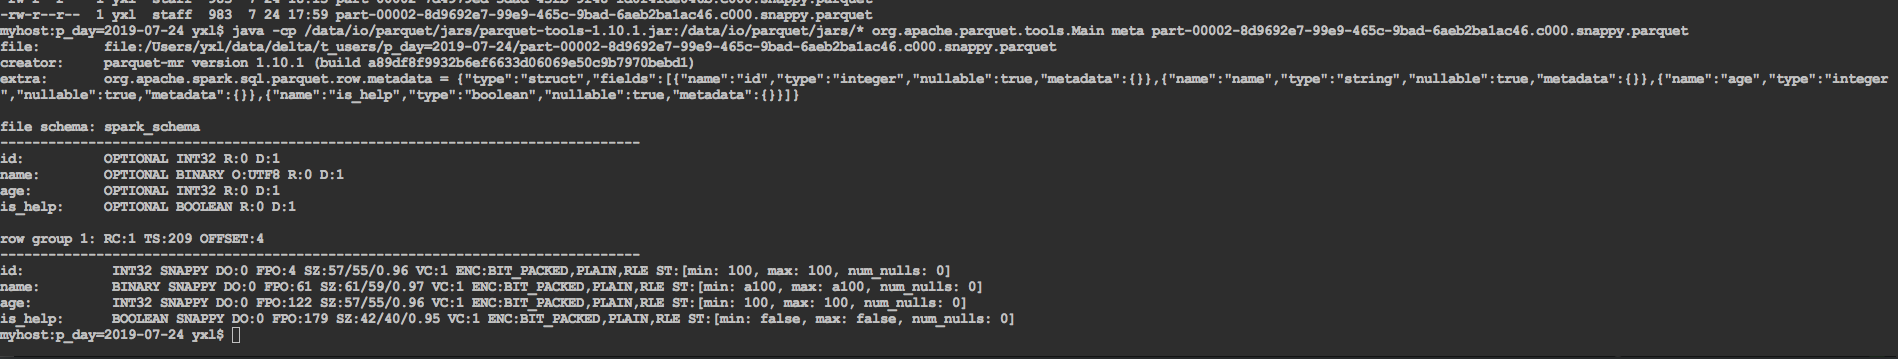 -rw-r--r-- 1 yxl staff 983 7 24 17:59 part-00002-8d9692e7-99e9-465c-9bad-6aeb2ba1ac46.c000.snappy.parquet
myhost:p_day=2019-07-24 yxl$ java -cp /data/io/parquet/jars/parquet-tools-1.10.1.jar:/data/io/parquet/jars/* org.apache.parquet.tools.Main meta part-00002-8d9692e7-99e9-465c-9bad-6aeb2ba1ac46.c000.snappy.parquet
file: file:/Users/yxl/data/delta/t_users/p_day=2019-07-24/part-00002-8d9692e7-99e9-465c-9bad-6aeb2ba1ac46.c000.snappy.parquet
creator: parquet-mr version 1.10.1 (build a89df8f9932b6ef6633d06069e50c9b7970bebd1)
extra: org.apache.spark.sql.parquet.row.metadata = {"type":"struct","fields":[{"name":"id","type":"integer","nullable":true,"metadata":{}},{"name":"name","type":"string","nullable":true,"metadata":{}},{"name":"age","type":"integer
","nullable":true,"metadata":{}},{"name":"is_help","type":"boolean","nullable":true,"metadata":{}}]}
file schema: spark_schema
--------------------------------------------------------------------------------
id: OPTIONAL INT32 R:0 D:1
name: OPTIONAL BINARY O:UTF8 R:0 D:1
age: OPTIONAL INT32 R:0 D:1
is_help: OPTIONAL BOOLEAN R:0 D:1
row group 1: RC:1 TS:209 OFFSET:4
--------------------------------------------------------------------------------
id: INT32 SNAPPY DO:0 FPO:4 SZ:57/55/0.96 VC:1 ENC:BIT_PACKED,PLAIN,RLE ST:[min: 100, max: 100, num_nulls: 0]
name: BINARY SNAPPY DO:0 FPO:61 SZ:61/59/0.97 VC:1 ENC:BIT_PACKED,PLAIN,RLE ST:[min: a100, max: a100, num_nulls: 0]
age: INT32 SNAPPY DO:0 FPO:122 SZ:57/55/0.96 VC:1 ENC:BIT_PACKED,PLAIN,RLE ST:[min: 100, max: 100, num_nulls: 0]
is_help: BOOLEAN SNAPPY DO:0 FPO:179 SZ:42/40/0.95 VC:1 ENC:BIT_PACKED,PLAIN,RLE ST:[min: false, max: false, num_nulls: 0]
myhost:p_day=2019-07-24 yxl$